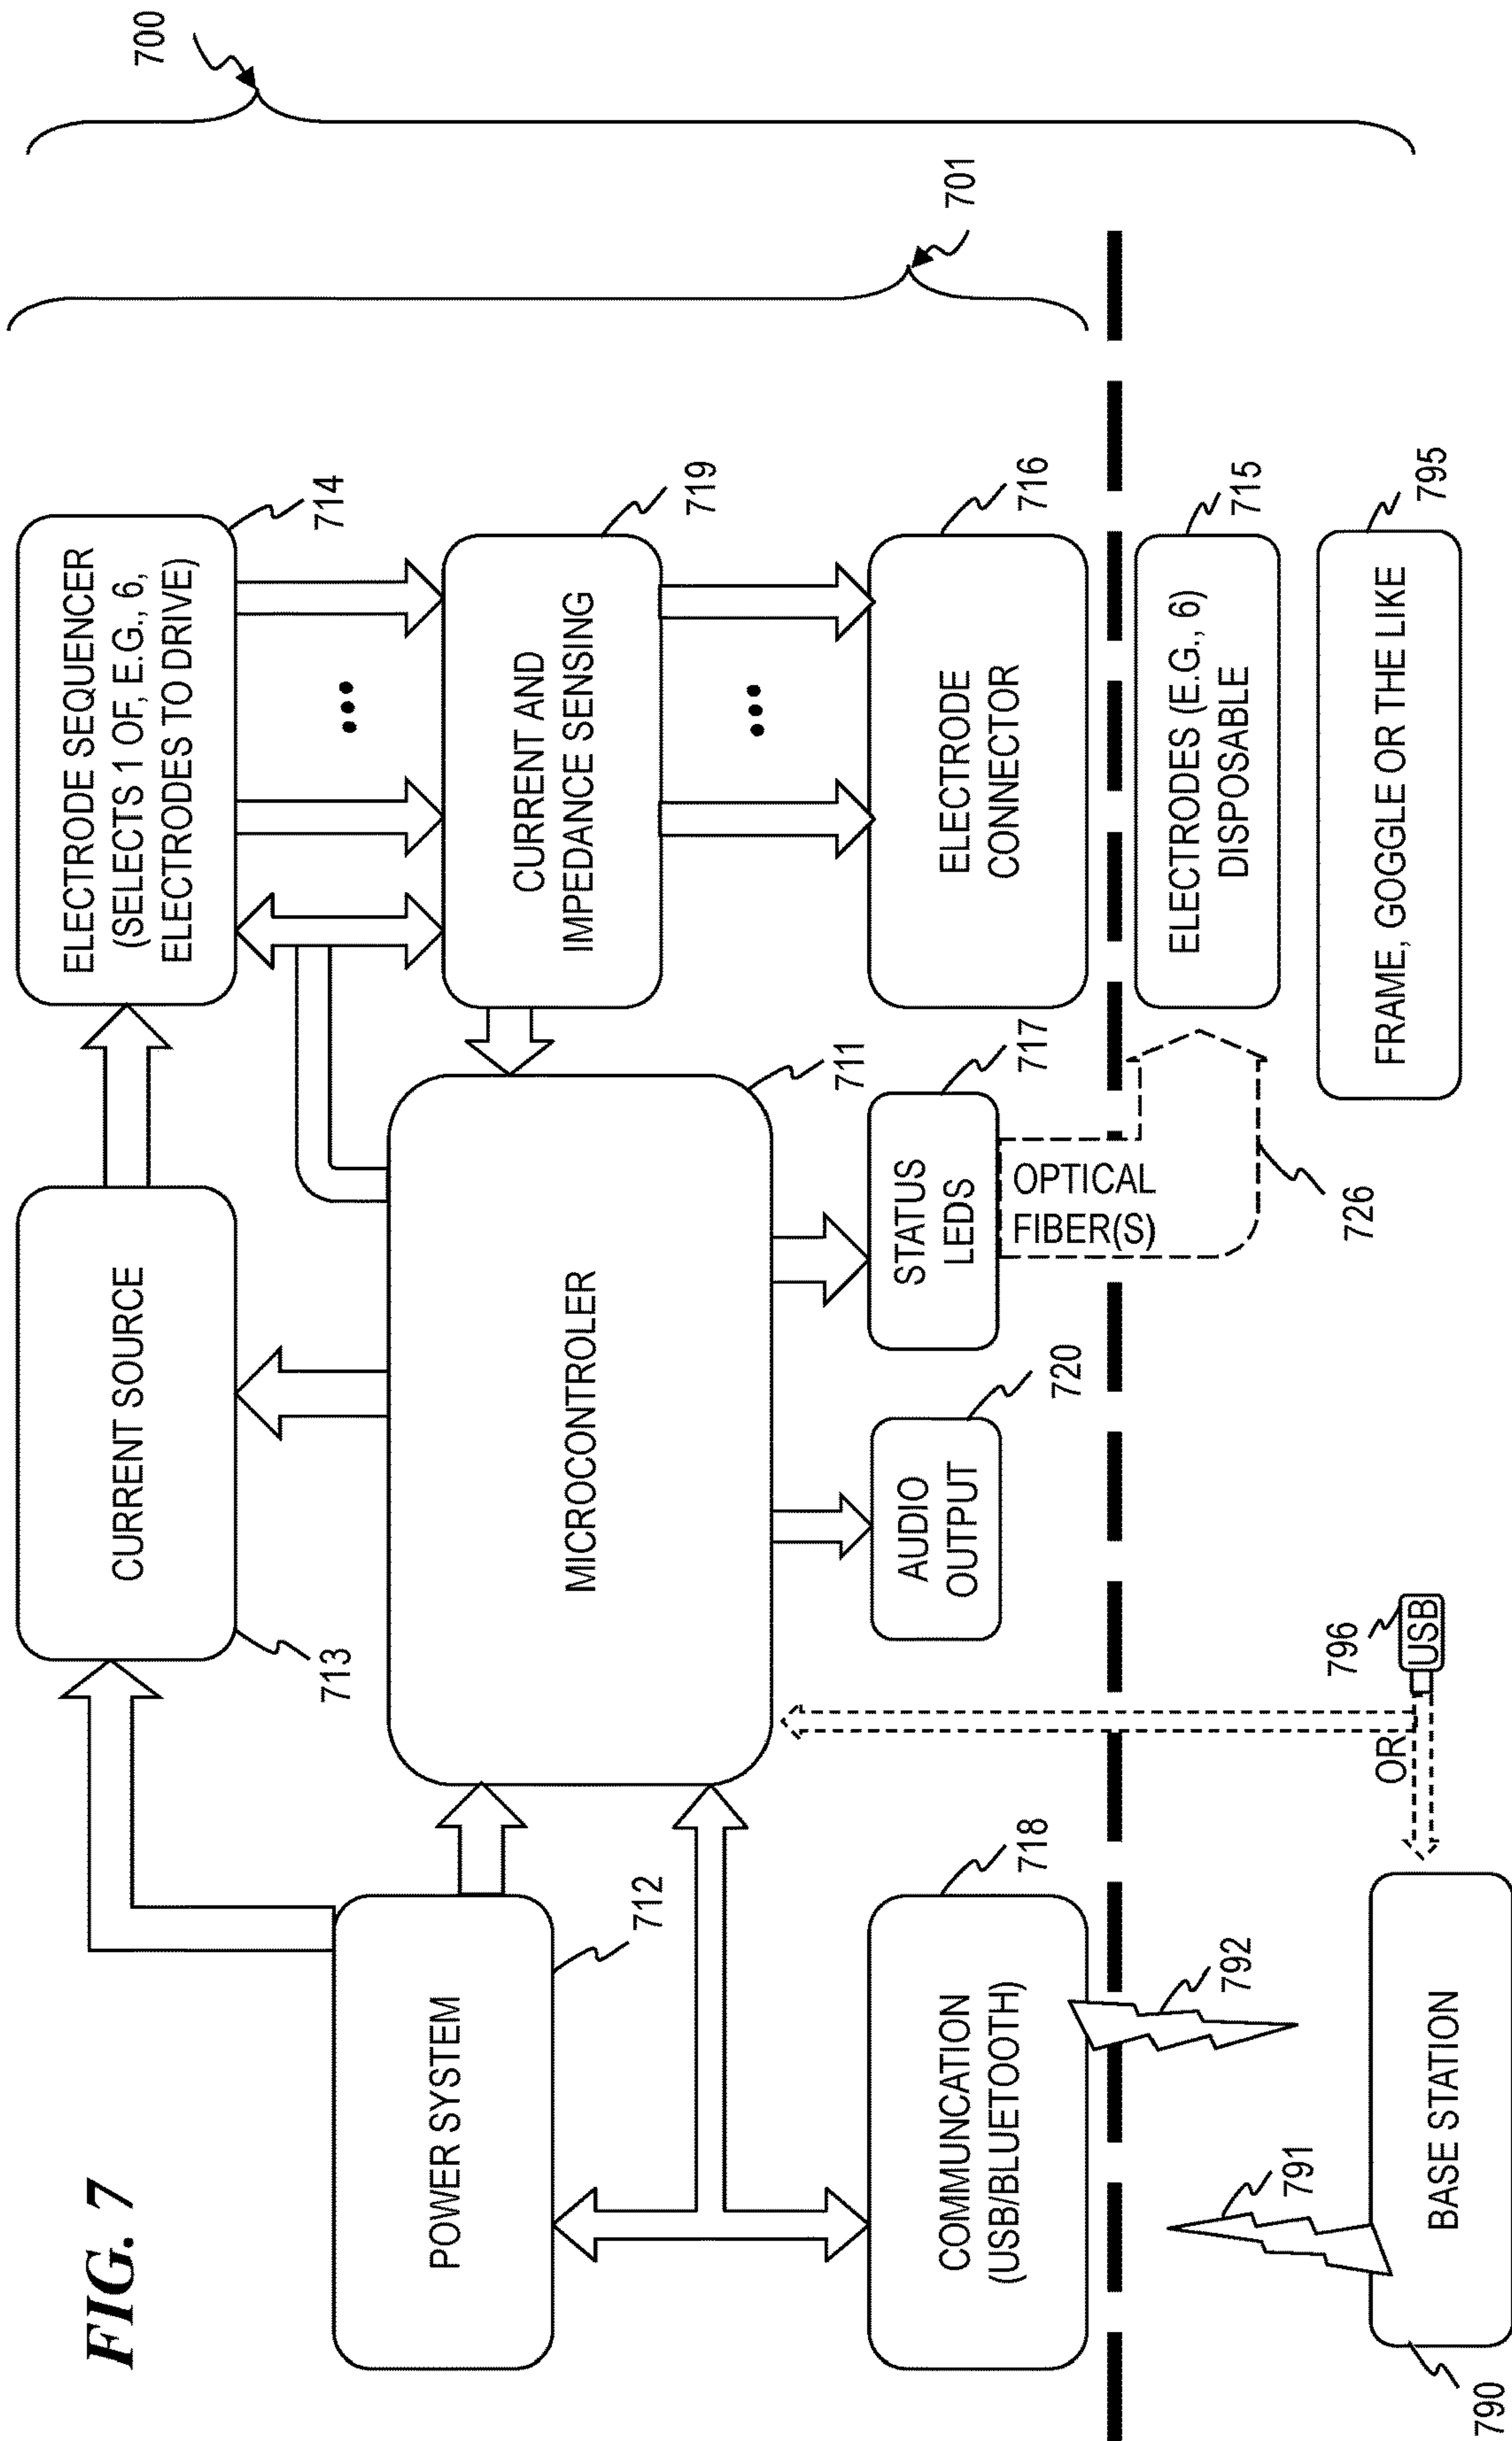 FIG. 7
700
701
POWER SYSTEM
712
CURRENT SOURCE
713
ELECTRODE SEQUENCER
(SELECTS 1 OF, E.G., 6,
ELECTRODES TO DRIVE)
714
MICROCONTROLER
711
CURRENT AND
IMPEDANCE SENSING
719
COMMUNCATION
(USB/BLUETOOTH)
718
AUDIO
OUTPUT
720
STATUS
LEDS
717
ELECTRODE
CONNECTOR
716
OPTICAL
FIBER(S)
726
ELECTRODES (E.G., 6)
DISPOSABLE
715
791
792
BASE STATION
790
OR
USB
796
FRAME, GOGGLE OR THE LIKE
795